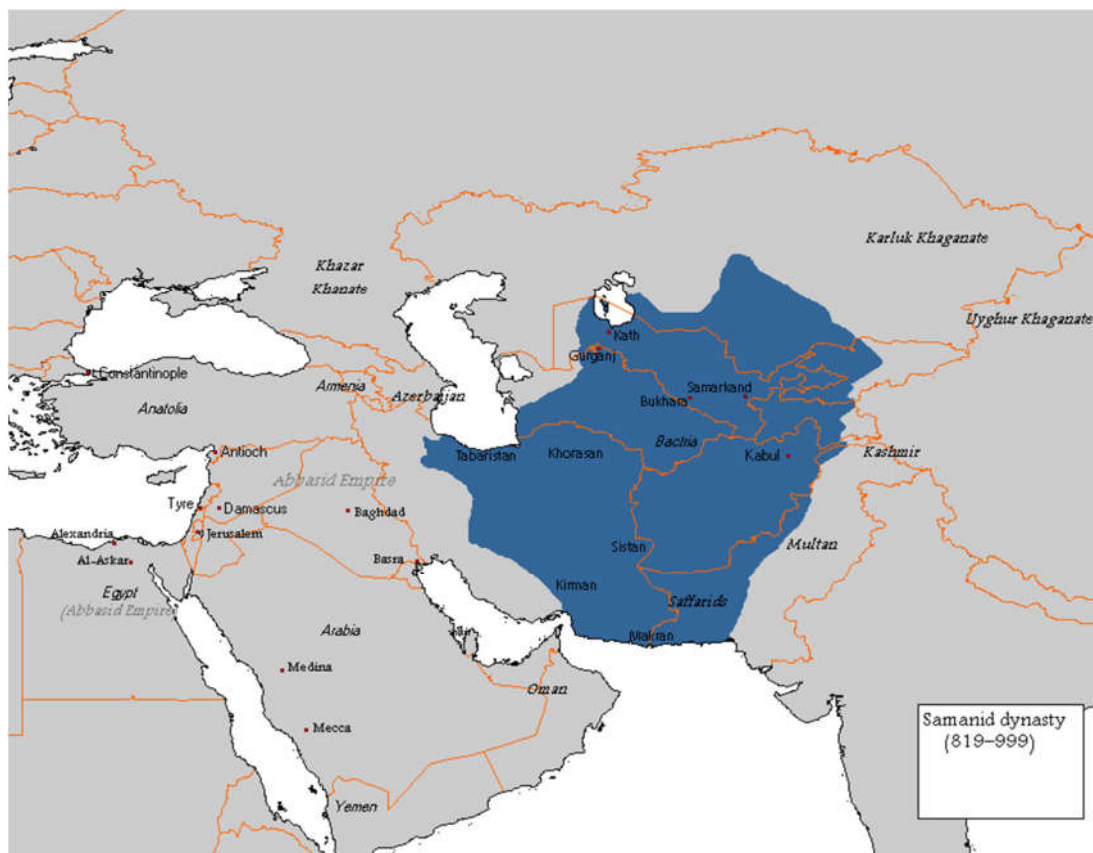 Karluk Khaganate
Khazar
Khanate
Uyghur Khaganate
Kath
Gurganj
Constantinople
Armenia
Azerbaijan
Samarkand
Bukhara
Anatolia
Bactria
Antioch
Tabaristan
Khorasan
Kabul
Kashmir
Abbasid Empire
Tyre
Damascus
Baghdad
Alexandria
Jerusalem
Multan
Al-Askar
Basra
Sistan
Egypt
(Abbasid Empire)
Kirman
Saffarids
Arabia
Makran
Medina
Oman
Mecca
Yemen
Samanid dynasty
(819-999)